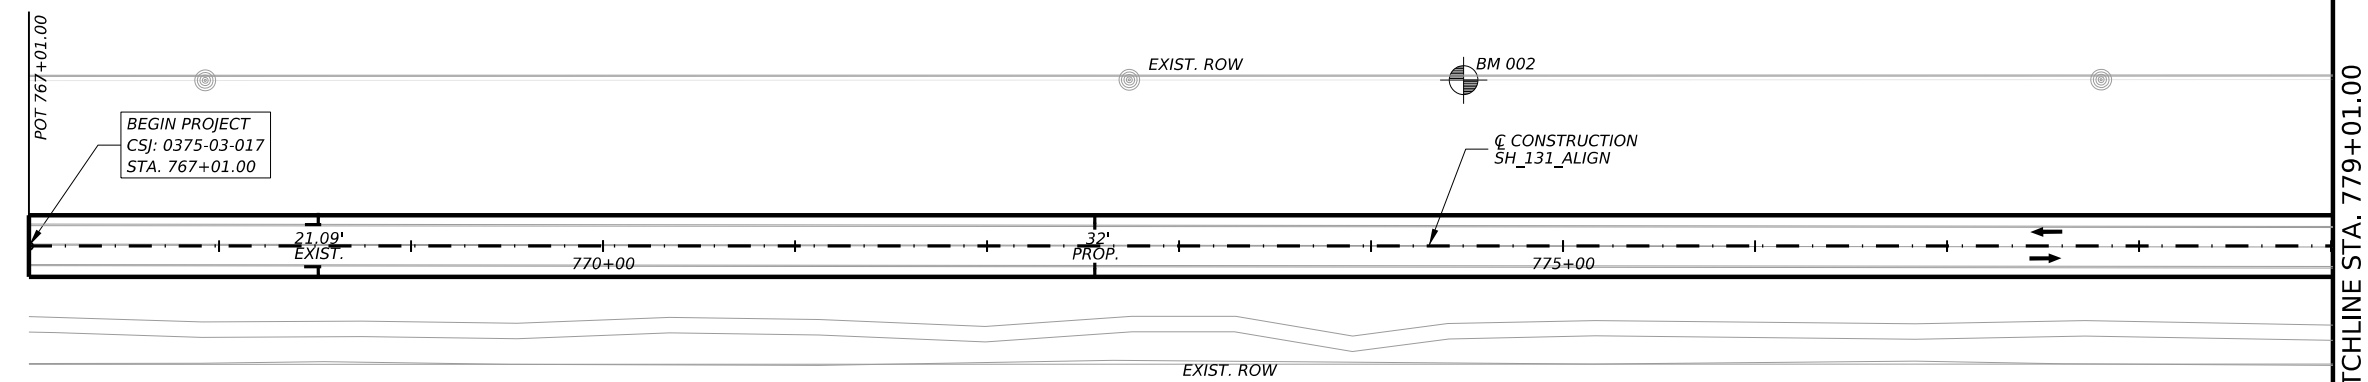 POT 767+01.00
EXIST. ROW
BM 002
BEGIN PROJECT
CSJ: 0375-03-017
STA. 767+01.00
℄ CONSTRUCTION
SH_131_ALIGN
21.09'
EXIST.
32'
PROP.
770+00
775+00
EXIST. ROW
TCHLINE STA. 779+01.00